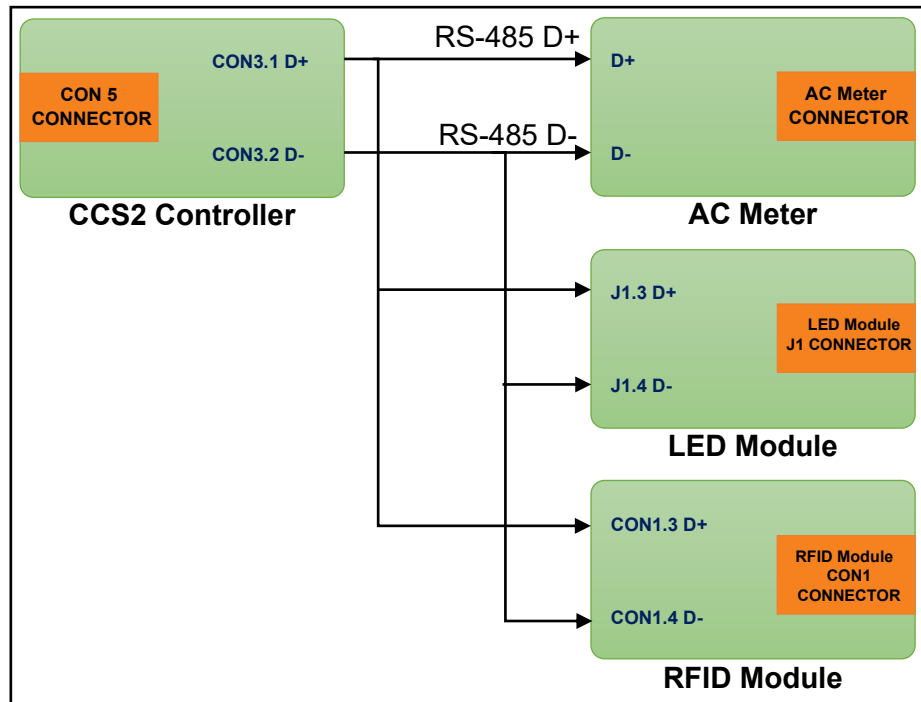 RS-485 D+
CON3.1 D+
CON 5
CONNECTOR
CON3.2 D-
CCS2 Controller
RS-485 D-
D+
AC Meter
CONNECTOR
D-
AC Meter
J1.3 D+
LED Module
J1 CONNECTOR
J1.4 D-
LED Module
CON1.3 D+
RFID Module
CON1
CONNECTOR
CON1.4 D-
RFID Module